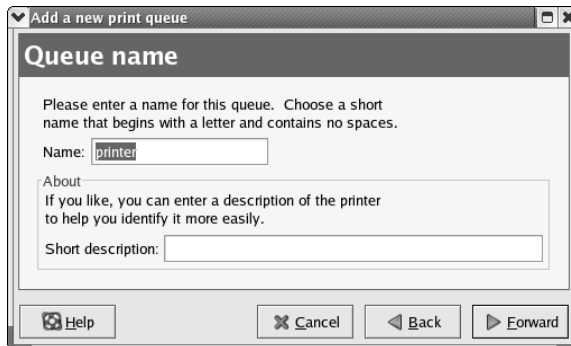 Add a new print queue
Queue name
Please enter a name for this queue. Choose a short
name that begins with a letter and contains no spaces.
Name: printer
About
If you like, you can enter a description of the printer
to help you identify it more easily.
Short description:
Help Cancel Back Forward